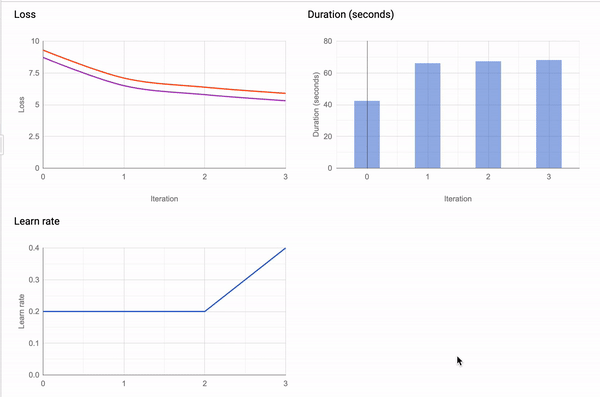 Loss
10
7.5
5
2.5
0
Loss
0 1 2 3
Iteration
Duration (seconds)
80
60
40
20
0
Duration (seconds)
0 1 2 3
Iteration
Learn rate
0.4
0.3
0.2
0.1
0.0
Learn rate
0 1 2 3